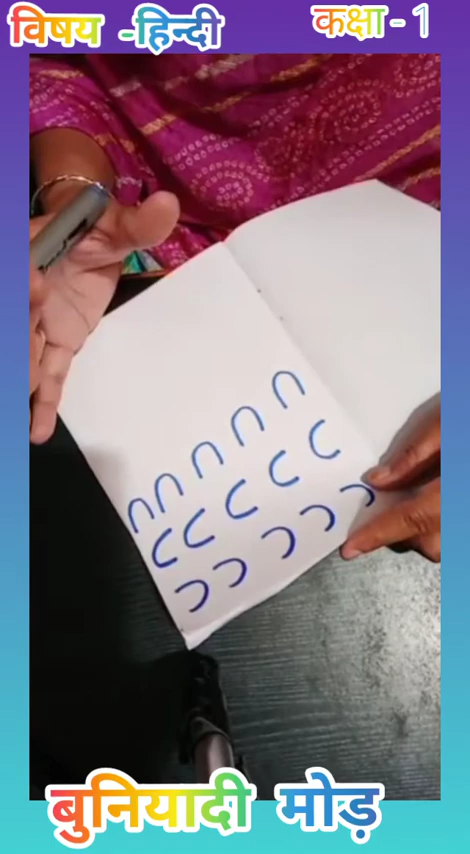 विषय -हिन्दी
कक्षा-1
∩ ∩ ∩ ∩ ∩
⊂ ⊂ ⊂ ⊂ ⊂
⊃ ⊃ ⊃ ⊃ ⊃
बुनियादी मोड़